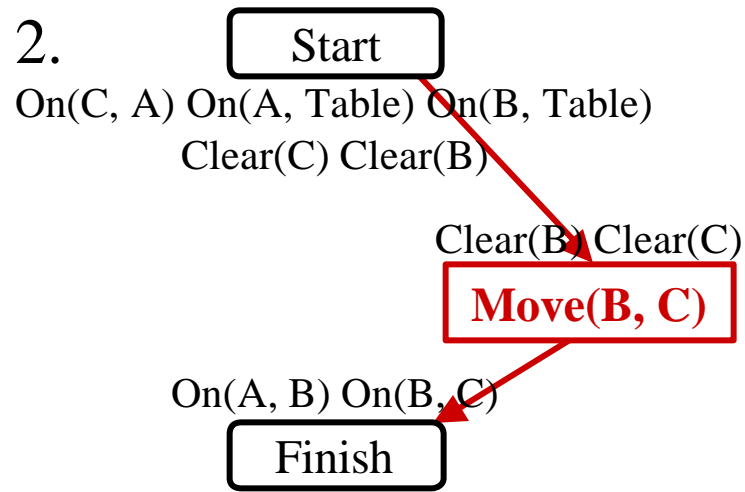 2.
Start
On(C, A) On(A, Table) On(B, Table)
Clear(C) Clear(B)
Clear(B) Clear(C)
Move(B, C)
On(A, B) On(B, C)
Finish